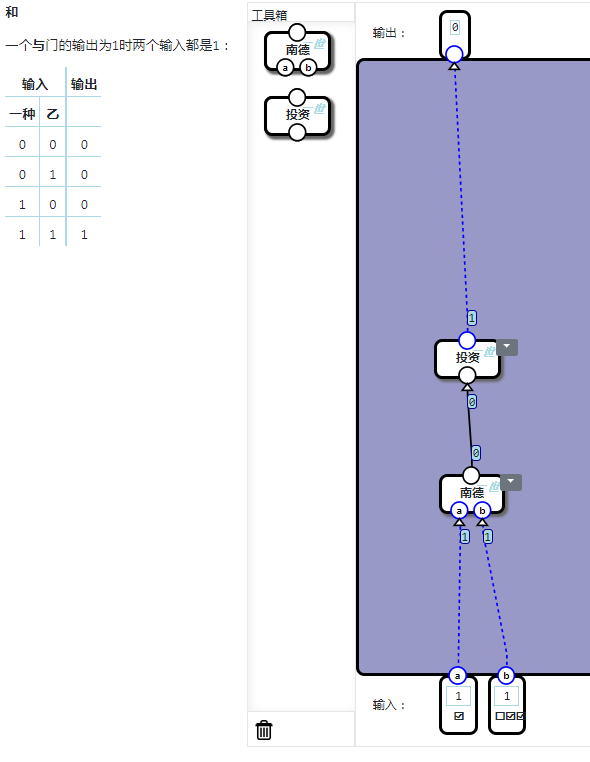 和
一个与门的输出为1时两个输入都是1：
输入 输出
一种 乙
0 0 0
0 1 0
1 0 0
1 1 1
工具箱
南德
a b
投资
输出：
0
1
投资
0
0
南德
a b
1 1
a b
输入：
1 1